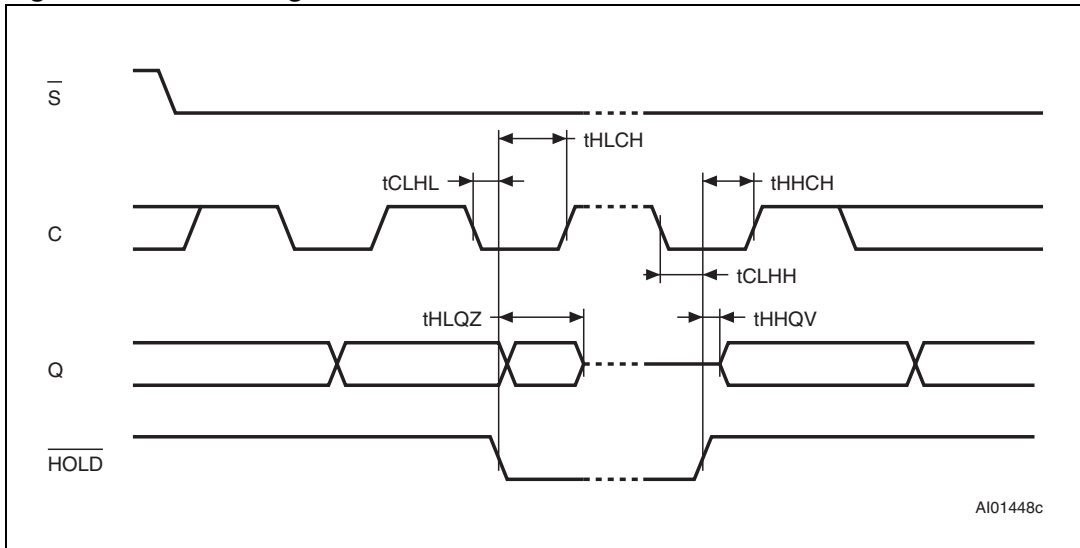 S
tHLCH
tCLHL
tHHCH
C
tCLHH
tHLQZ
tHHQV
Q
HOLD
AI01448c